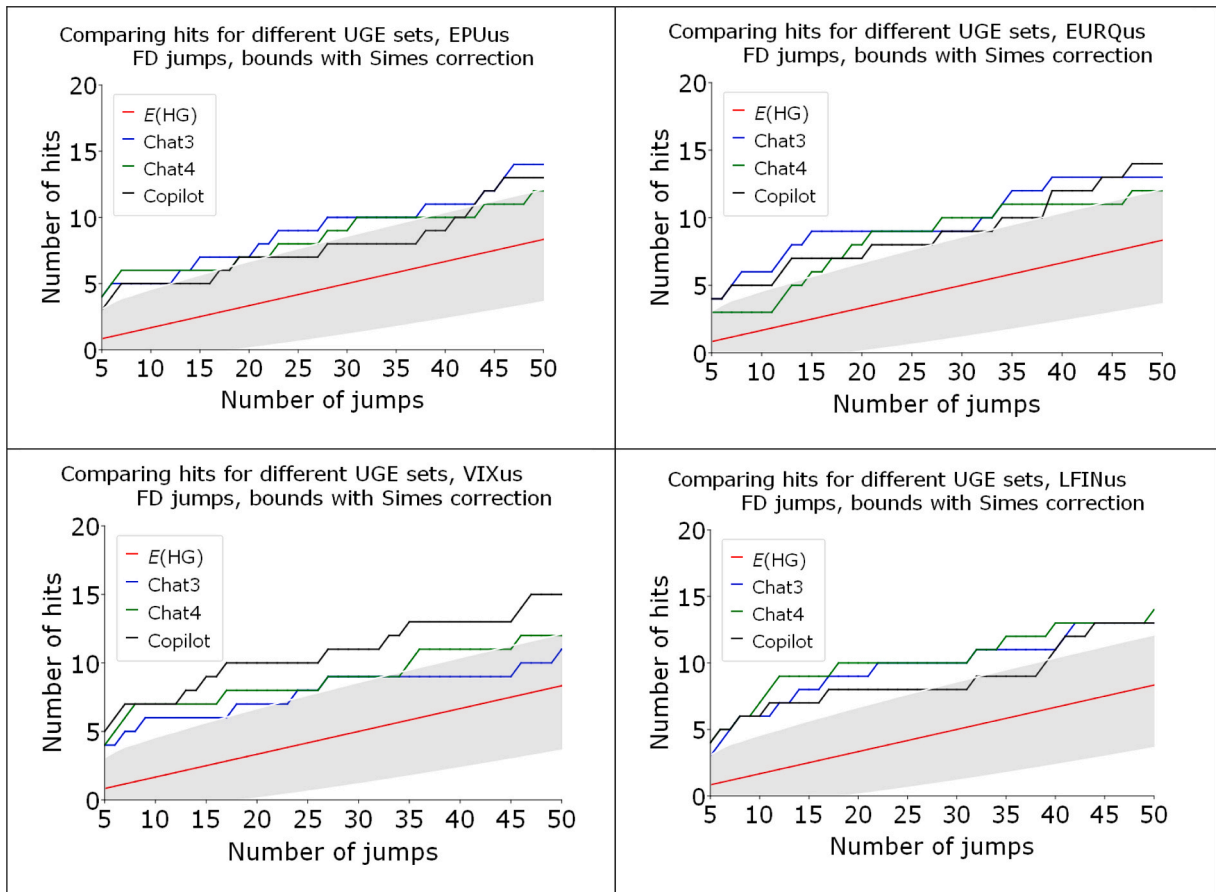 Comparing hits for different UGE sets, EPUus
FD jumps, bounds with Simes correction
20
15
10
5
0
Number of hits
E(HG)
Chat3
Chat4
Copilot
5 10 15 20 25 30 35 40 45 50
Number of jumps
Comparing hits for different UGE sets, EURQus
FD jumps, bounds with Simes correction
20
15
10
5
0
Number of hits
E(HG)
Chat3
Chat4
Copilot
5 10 15 20 25 30 35 40 45 50
Number of jumps
Comparing hits for different UGE sets, VIXus
FD jumps, bounds with Simes correction
20
15
10
5
0
Number of hits
E(HG)
Chat3
Chat4
Copilot
5 10 15 20 25 30 35 40 45 50
Number of jumps
Comparing hits for different UGE sets, LFINus
FD jumps, bounds with Simes correction
20
15
10
5
0
Number of hits
E(HG)
Chat3
Chat4
Copilot
5 10 15 20 25 30 35 40 45 50
Number of jumps